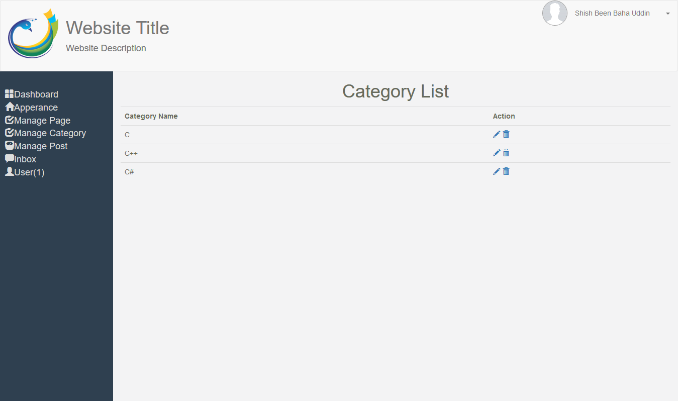 Website Title
Website Description
Shish Been Baha Uddin
Dashboard
Apperance
Manage Page
Manage Category
Manage Post
Inbox
User(1)
Category List
Category Name Action
C
C++
C#